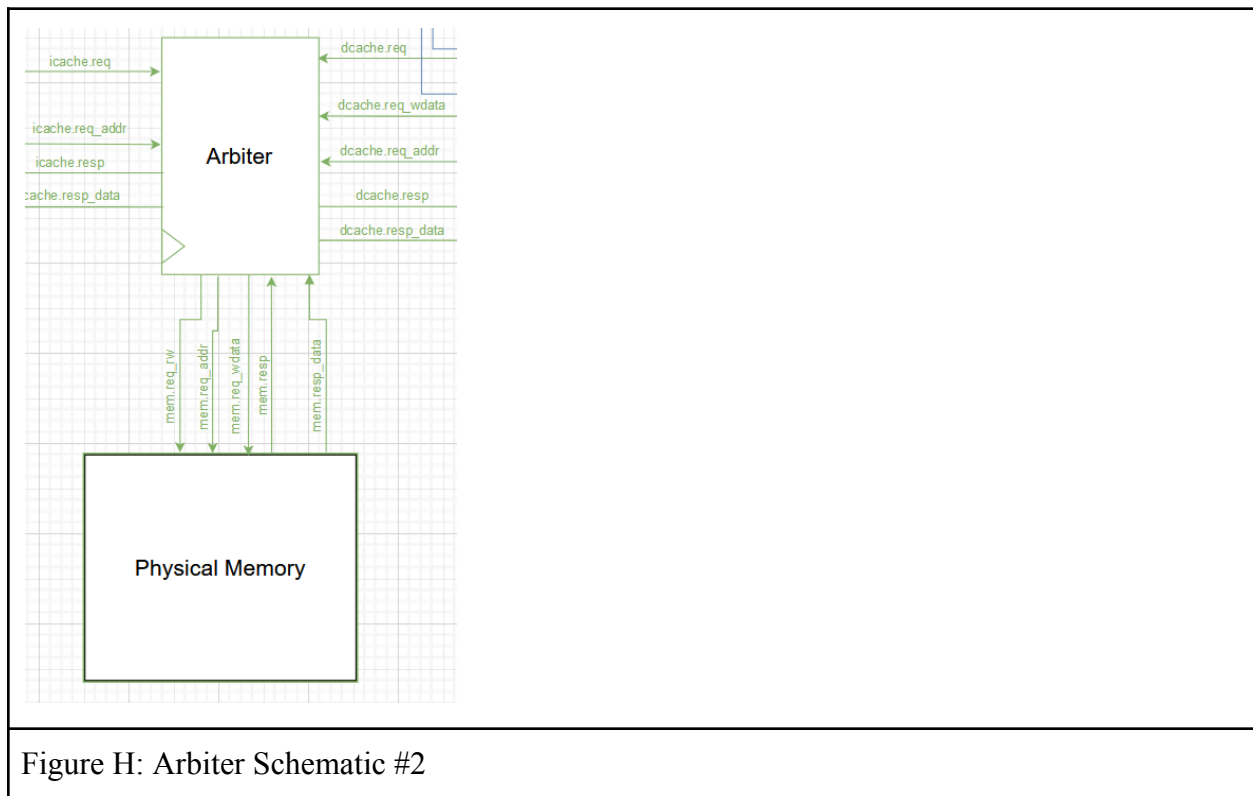 icache.req
icache.req_addr
icache.resp
cache.resp_data
Arbiter
dcache.req
dcache.req_wdata
dcache.req_addr
dcache.resp
dcache.resp_data
mem.req_rw
mem.req_addr
mem.req_wdata
mem.resp
mem.resp_data
Physical Memory
Figure H: Arbiter Schematic #2